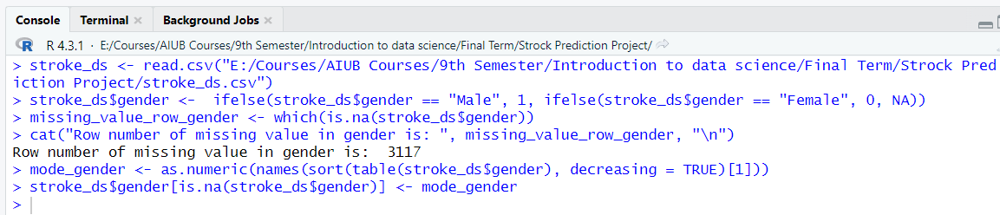 Console Terminal Background Jobs
R 4.3.1 · E:/Courses/AIUB Courses/9th Semester/Introduction to data science/Final Term/Strock Prediction Project/
> stroke_ds <- read.csv("E:/Courses/AIUB Courses/9th Semester/Introduction to data science/Final Term/Strock Pred
iction Project/stroke_ds.csv")
> stroke_ds$gender <-  ifelse(stroke_ds$gender == "Male", 1, ifelse(stroke_ds$gender == "Female", 0, NA))
> missing_value_row_gender <- which(is.na(stroke_ds$gender))
> cat("Row number of missing value in gender is: ", missing_value_row_gender, "\n")
Row number of missing value in gender is:  3117
> mode_gender <- as.numeric(names(sort(table(stroke_ds$gender), decreasing = TRUE)[1]))
> stroke_ds$gender[is.na(stroke_ds$gender)] <- mode_gender
>